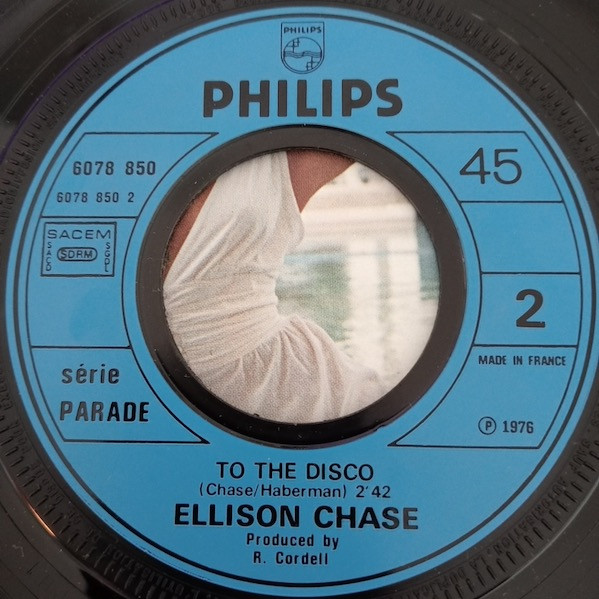 PHILIPS
PHILIPS
6078 850
6078 850 2
SACEM
SACD
SDRM
SGDL
série
PARADE
45
2
MADE IN FRANCE
Ⓟ 1976
TO THE DISCO
(Chase/Haberman) 2'42
ELLISON CHASE
Produced by
R. Cordell